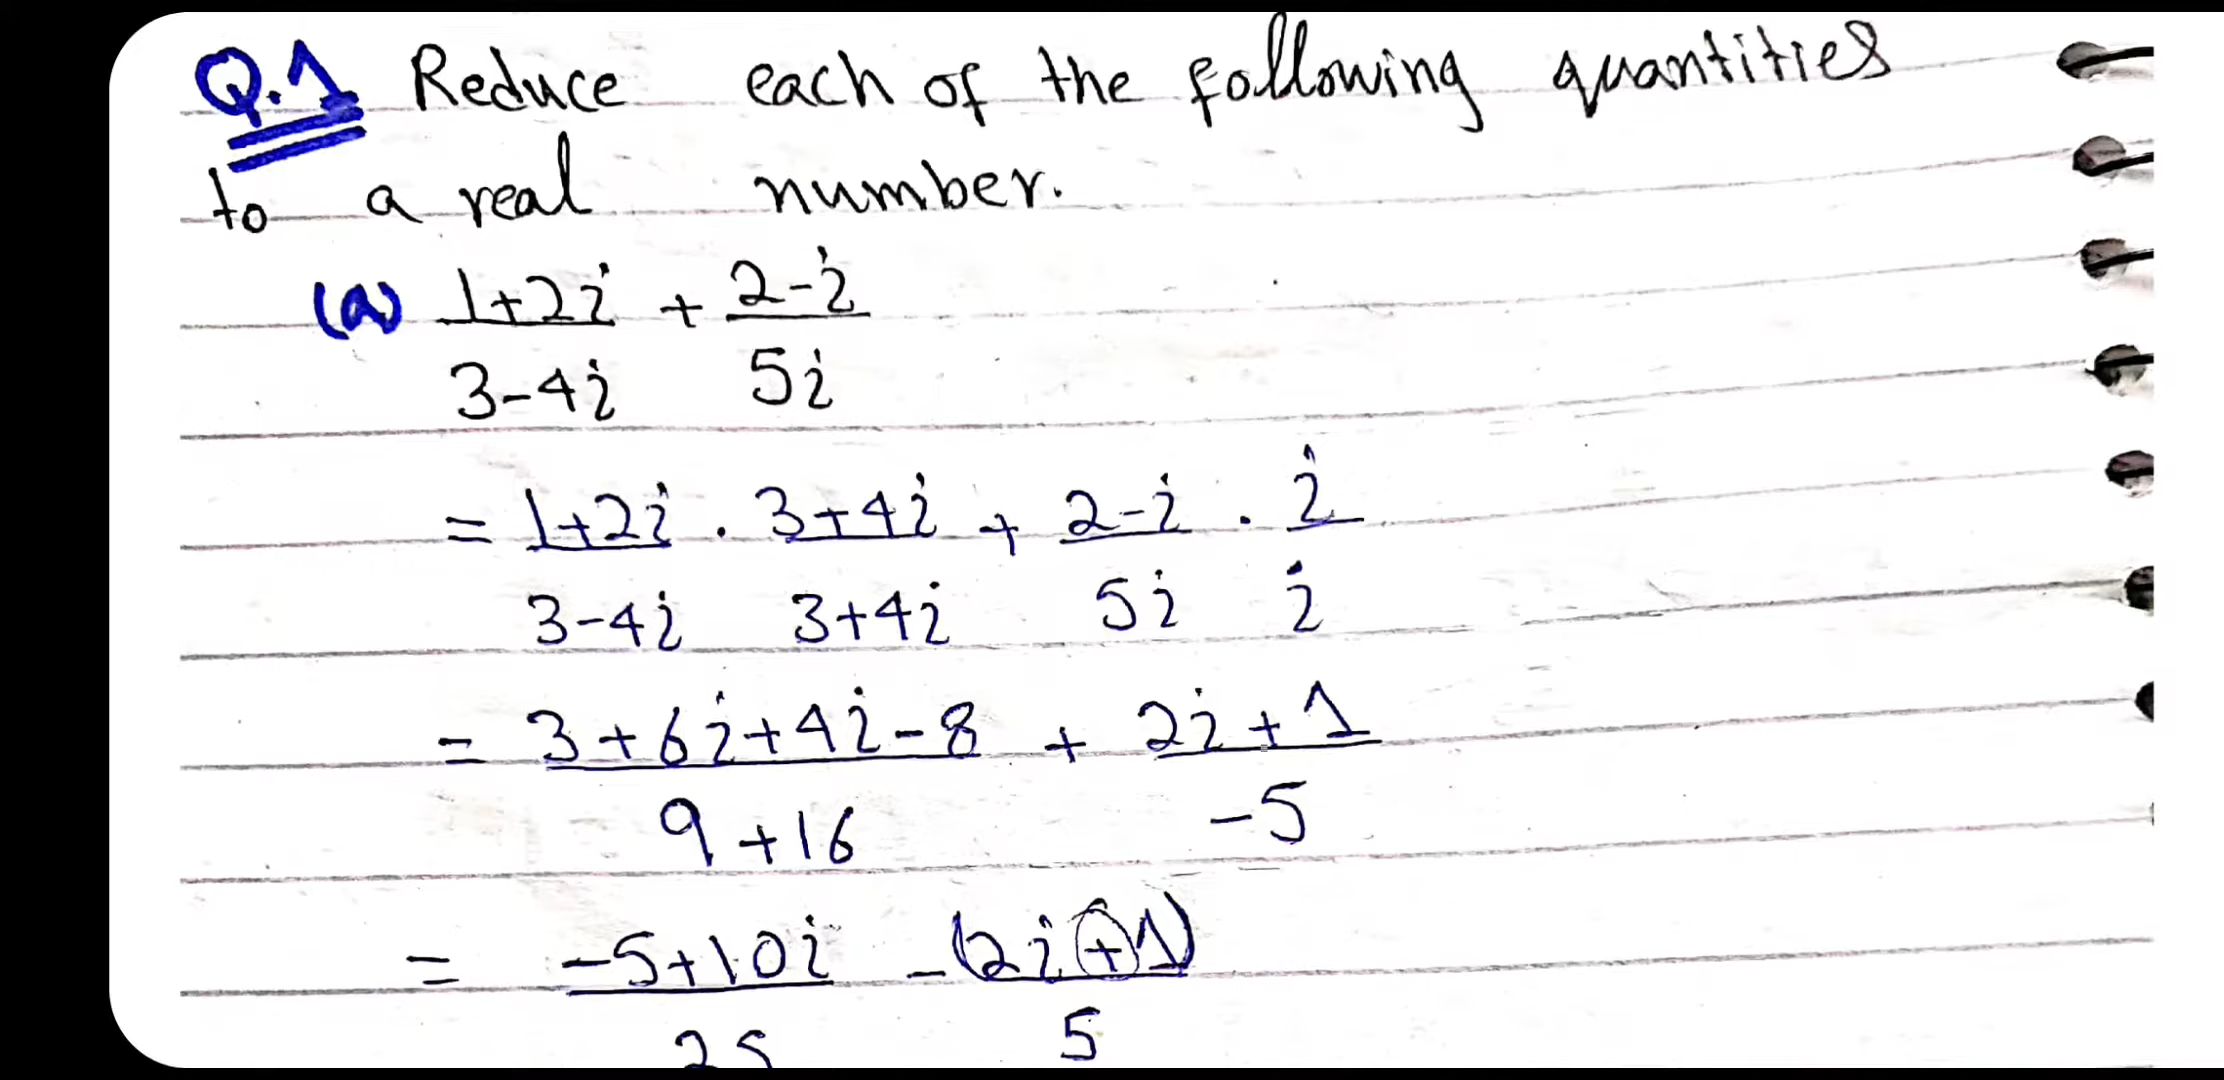 Q.1 Reduce each of the following quantities
to a real number.
(a) 1+2i + 2-i
3-4i 5i
= 1+2i . 3+4i + 2-i . i
3-4i 3+4i 5i i
= 3+6i+4i-8 + 2i+1
9+16 -5
= -5+10i -(2i+1)
25 5